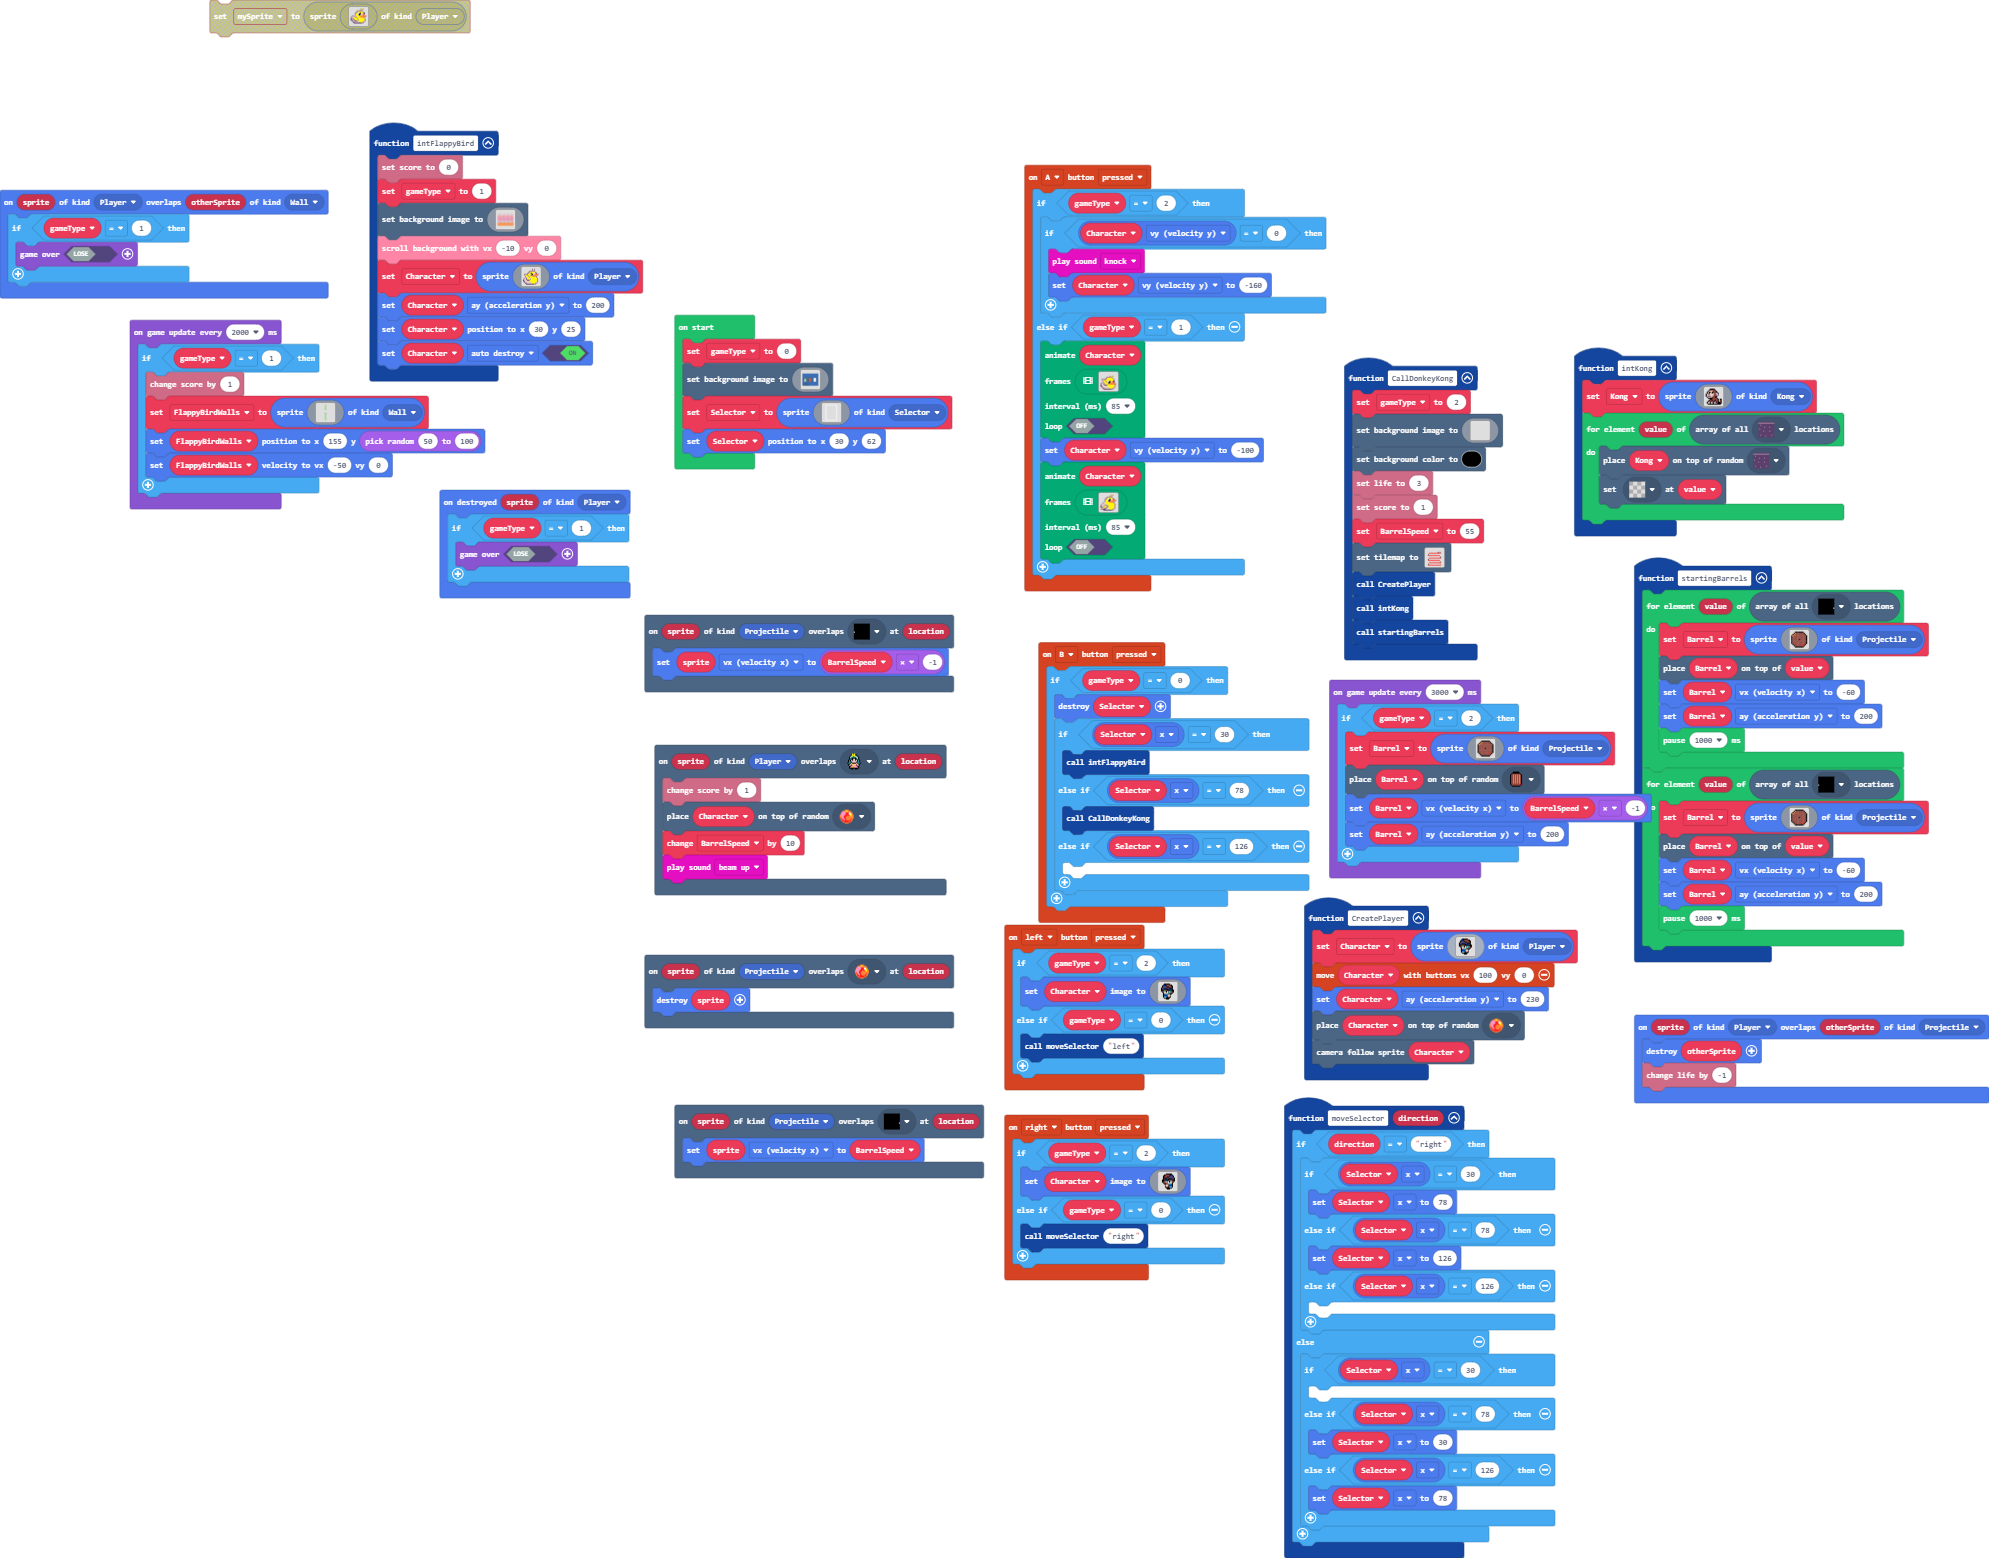 set mySprite to sprite of kind Player
function intFlappyBird
set score to 0
set gameType to 1
set background image to
scroll background with vx -10 vy 0
set Character to sprite of kind Player
set Character ay (acceleration y) to 200
set Character position to x 30 y 25
set Character auto destroy ON
on sprite of kind Player overlaps otherSprite of kind Wall
if gameType = 1 then
game over LOSE
on game update every 2000 ms
if gameType = 1 then
change score by 1
set FlappyBirdWalls to sprite of kind Wall
set FlappyBirdWalls position to x 155 y pick random 50 to 100
set FlappyBirdWalls velocity to vx -50 vy 0
on destroyed sprite of kind Player
if gameType = 1 then
game over LOSE
on start
set gameType to 0
set background image to
set Selector to sprite of kind Selector
set Selector position to x 30 y 62
on sprite of kind Projectile overlaps at location
set sprite vx (velocity x) to BarrelSpeed × -1
on sprite of kind Player overlaps at location
change score by 1
place Character on top of random
change BarrelSpeed by 10
play sound beam up
on sprite of kind Projectile overlaps at location
destroy sprite
on sprite of kind Projectile overlaps at location
set sprite vx (velocity x) to BarrelSpeed
on A button pressed
if gameType = 2 then
if Character vy (velocity y) = 0 then
play sound knock
set Character vy (velocity y) to -160
else if gameType = 1 then
animate Character
frames
interval (ms) 85
loop OFF
set Character vy (velocity y) to -100
animate Character
frames
interval (ms) 85
loop OFF
on B button pressed
if gameType = 0 then
destroy Selector
if Selector x = 30 then
call intFlappyBird
else if Selector x = 78 then
call CallDonkeyKong
else if Selector x = 126 then
on left button pressed
if gameType = 2 then
set Character image to
else if gameType = 0 then
call moveSelector "left"
on right button pressed
if gameType = 2 then
set Character image to
else if gameType = 0 then
call moveSelector "right"
function CallDonkeyKong
set gameType to 2
set background image to
set background color to
set life to 3
set score to 1
set BarrelSpeed to 55
set tilemap to
call CreatePlayer
call intKong
call startingBarrels
on game update every 3000 ms
if gameType = 2 then
set Barrel to sprite of kind Projectile
place Barrel on top of random
set Barrel vx (velocity x) to BarrelSpeed × -1
set Barrel ay (acceleration y) to 200
function CreatePlayer
set Character to sprite of kind Player
move Character with buttons vx 100 vy 0
set Character ay (acceleration y) to 230
place Character on top of random
camera follow sprite Character
function moveSelector direction
if direction = "right" then
if Selector x = 30 then
set Selector x to 78
else if Selector x = 78 then
set Selector x to 126
else if Selector x = 126 then
else
if Selector x = 30 then
else if Selector x = 78 then
set Selector x to 30
else if Selector x = 126 then
set Selector x to 78
function intKong
set Kong to sprite of kind Kong
for element value of array of all locations
do
place Kong on top of random
set at value
function startingBarrels
for element value of array of all locations
do
set Barrel to sprite of kind Projectile
place Barrel on top of value
set Barrel vx (velocity x) to -60
set Barrel ay (acceleration y) to 200
pause 1000 ms
for element value of array of all locations
set Barrel to sprite of kind Projectile
place Barrel on top of value
set Barrel vx (velocity x) to -60
set Barrel ay (acceleration y) to 200
pause 1000 ms
on sprite of kind Player overlaps otherSprite of kind Projectile
destroy otherSprite
change life by -1